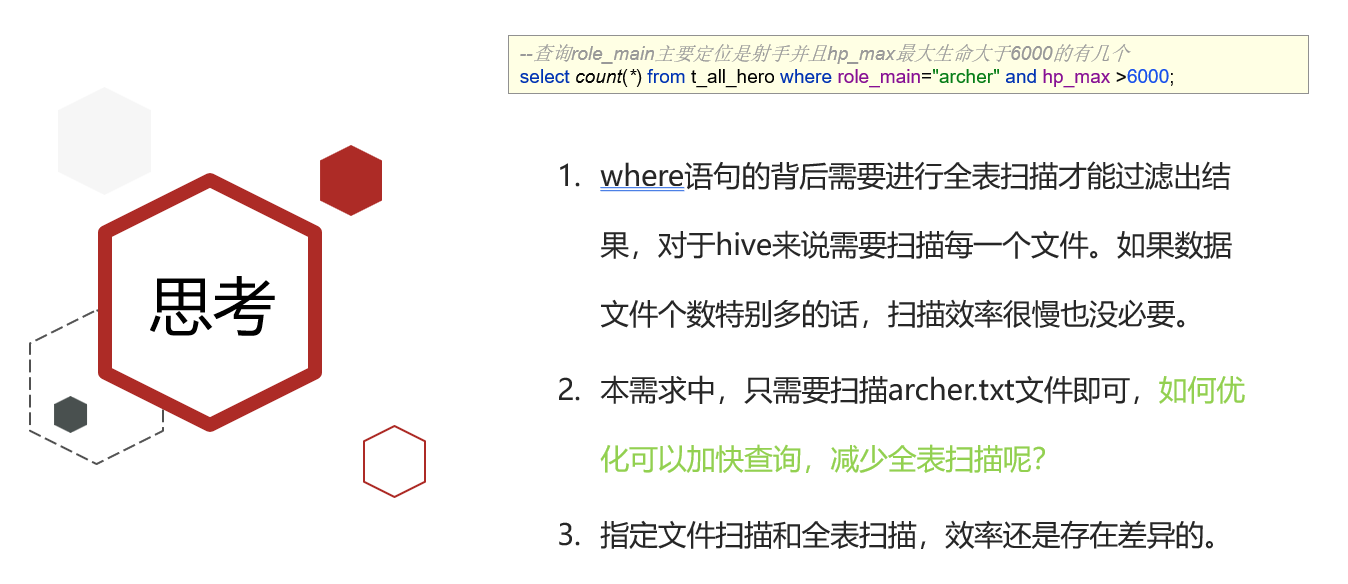 --查询role_main主要定位是射手并且hp_max最大生命大于6000的有几个
select count(*) from t_all_hero where role_main="archer" and hp_max >6000;
思考
1. where语句的背后需要进行全表扫描才能过滤出结
果，对于hive来说需要扫描每一个文件。如果数据
文件个数特别多的话，扫描效率很慢也没必要。
2. 本需求中，只需要扫描archer.txt文件即可，如何优
化可以加快查询，减少全表扫描呢？
3. 指定文件扫描和全表扫描，效率还是存在差异的。